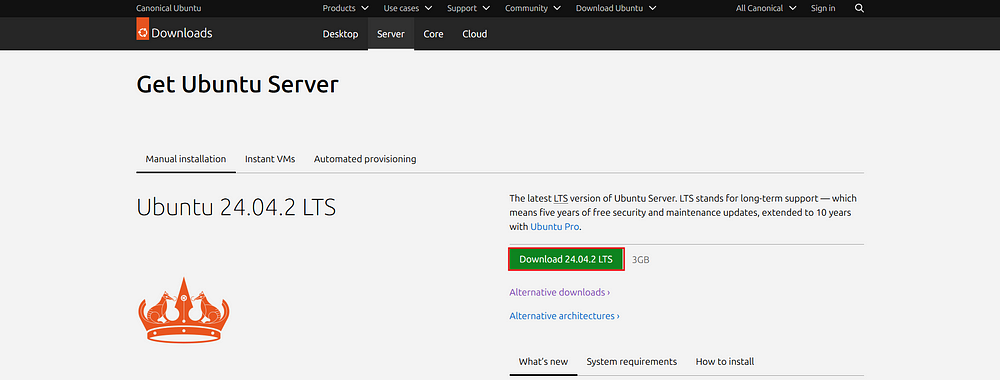 Canonical Ubuntu Products Use cases Support Community Download Ubuntu All Canonical Sign in
Downloads Desktop Server Core Cloud
Get Ubuntu Server
Manual installation Instant VMs Automated provisioning
Ubuntu 24.04.2 LTS
The latest LTS version of Ubuntu Server. LTS stands for long-term support — which
means five years of free security and maintenance updates, extended to 10 years
with Ubuntu Pro.
Download 24.04.2 LTS 3GB
Alternative downloads ›
Alternative architectures ›
What's new System requirements How to install